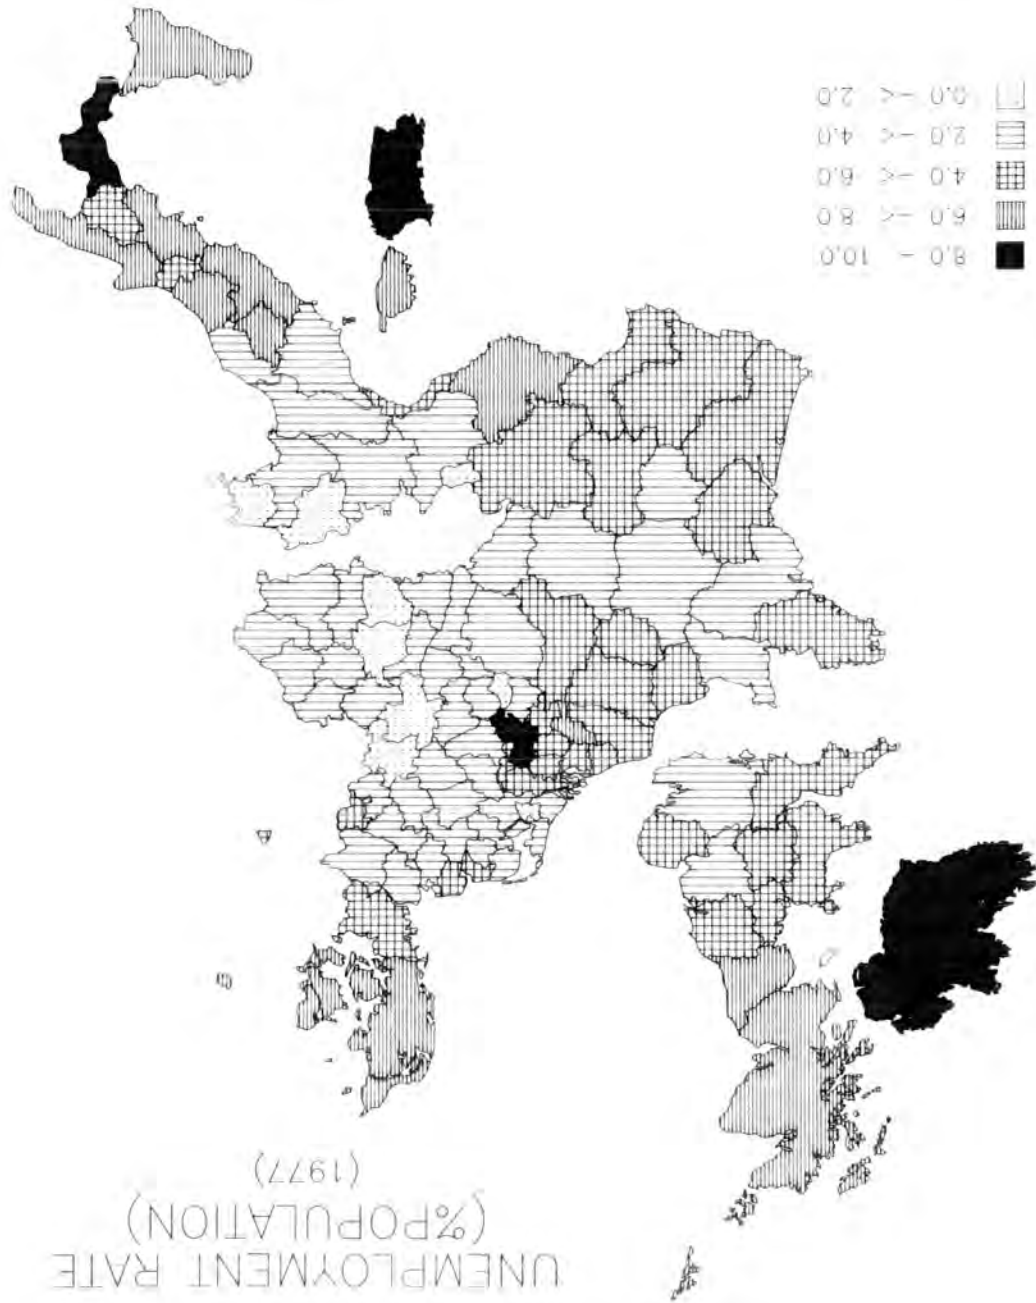 UNEMPLOYMENT RATE
(%POPULATION)
(1977)
8.0 - 10.0
6.0 -< 8.0
4.0 -< 6.0
2.0 -< 4.0
0.0 -< 2.0